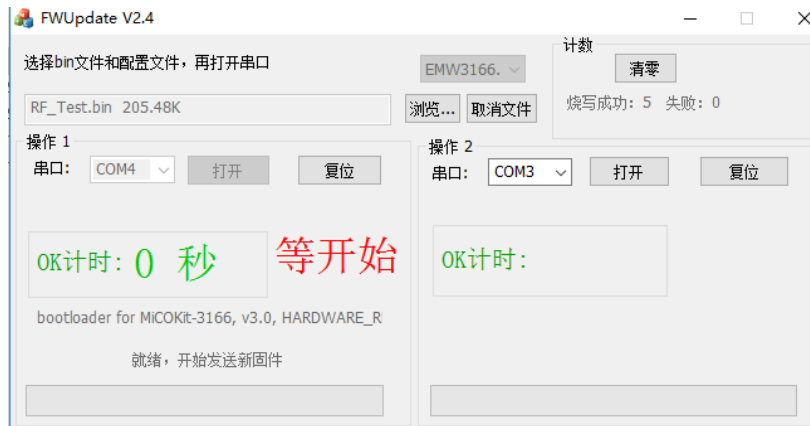 FWUpdate V2.4
选择bin文件和配置文件，再打开串口
EMW3166.
计数
清零
RF_Test.bin 205.48K
浏览...
取消文件
烧写成功: 5 失败: 0
操作 1
串口:
COM4
打开
复位
操作 2
串口:
COM3
打开
复位
OK计时: 0 秒
等开始
OK计时:
bootloader for MiCOKit-3166, v3.0, HARDWARE_R
就绪，开始发送新固件